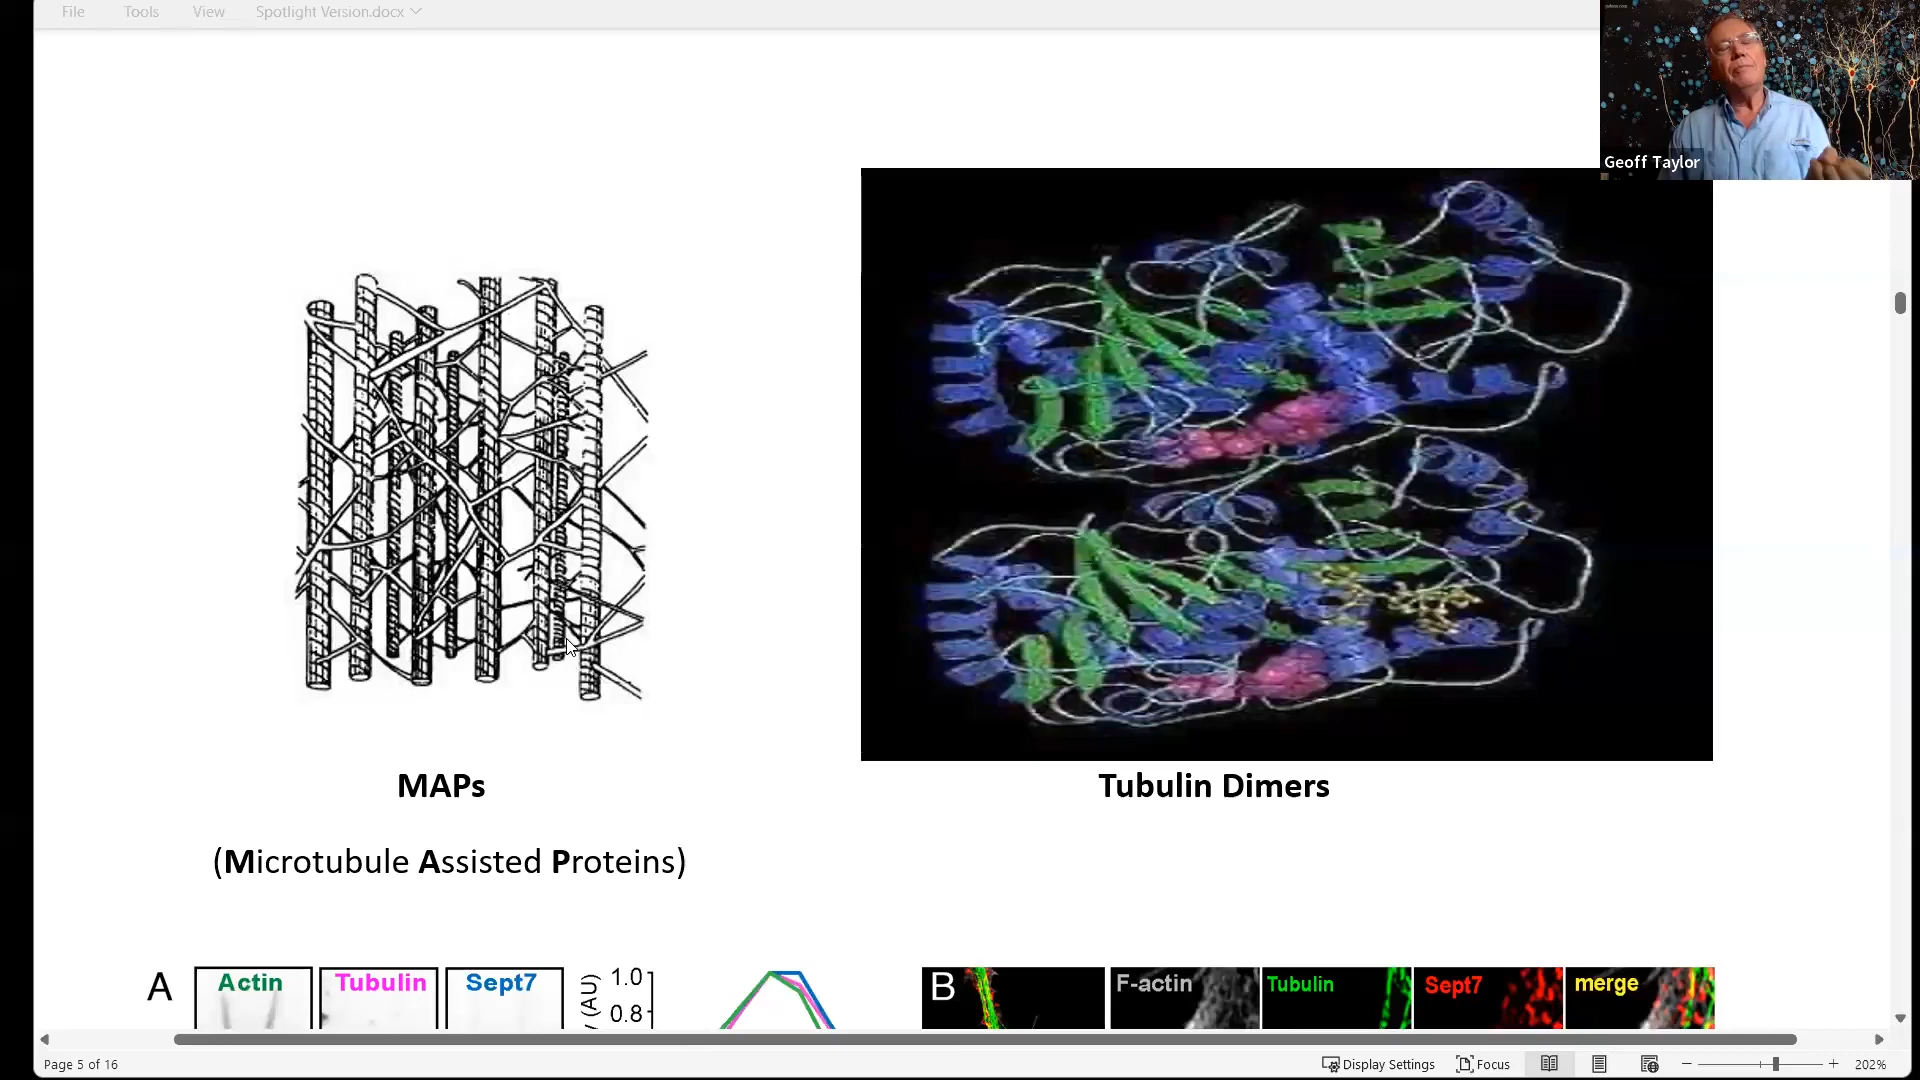 File Tools View Spotlight Version.docx
Geoff Taylor
MAPs
Tubulin Dimers
(Microtubule Assisted Proteins)
A Actin Tubulin Sept7 (AU) 1.0 0.8
B F-actin Tubulin Sept7 merge
Page 5 of 16 Display Settings Focus 202%